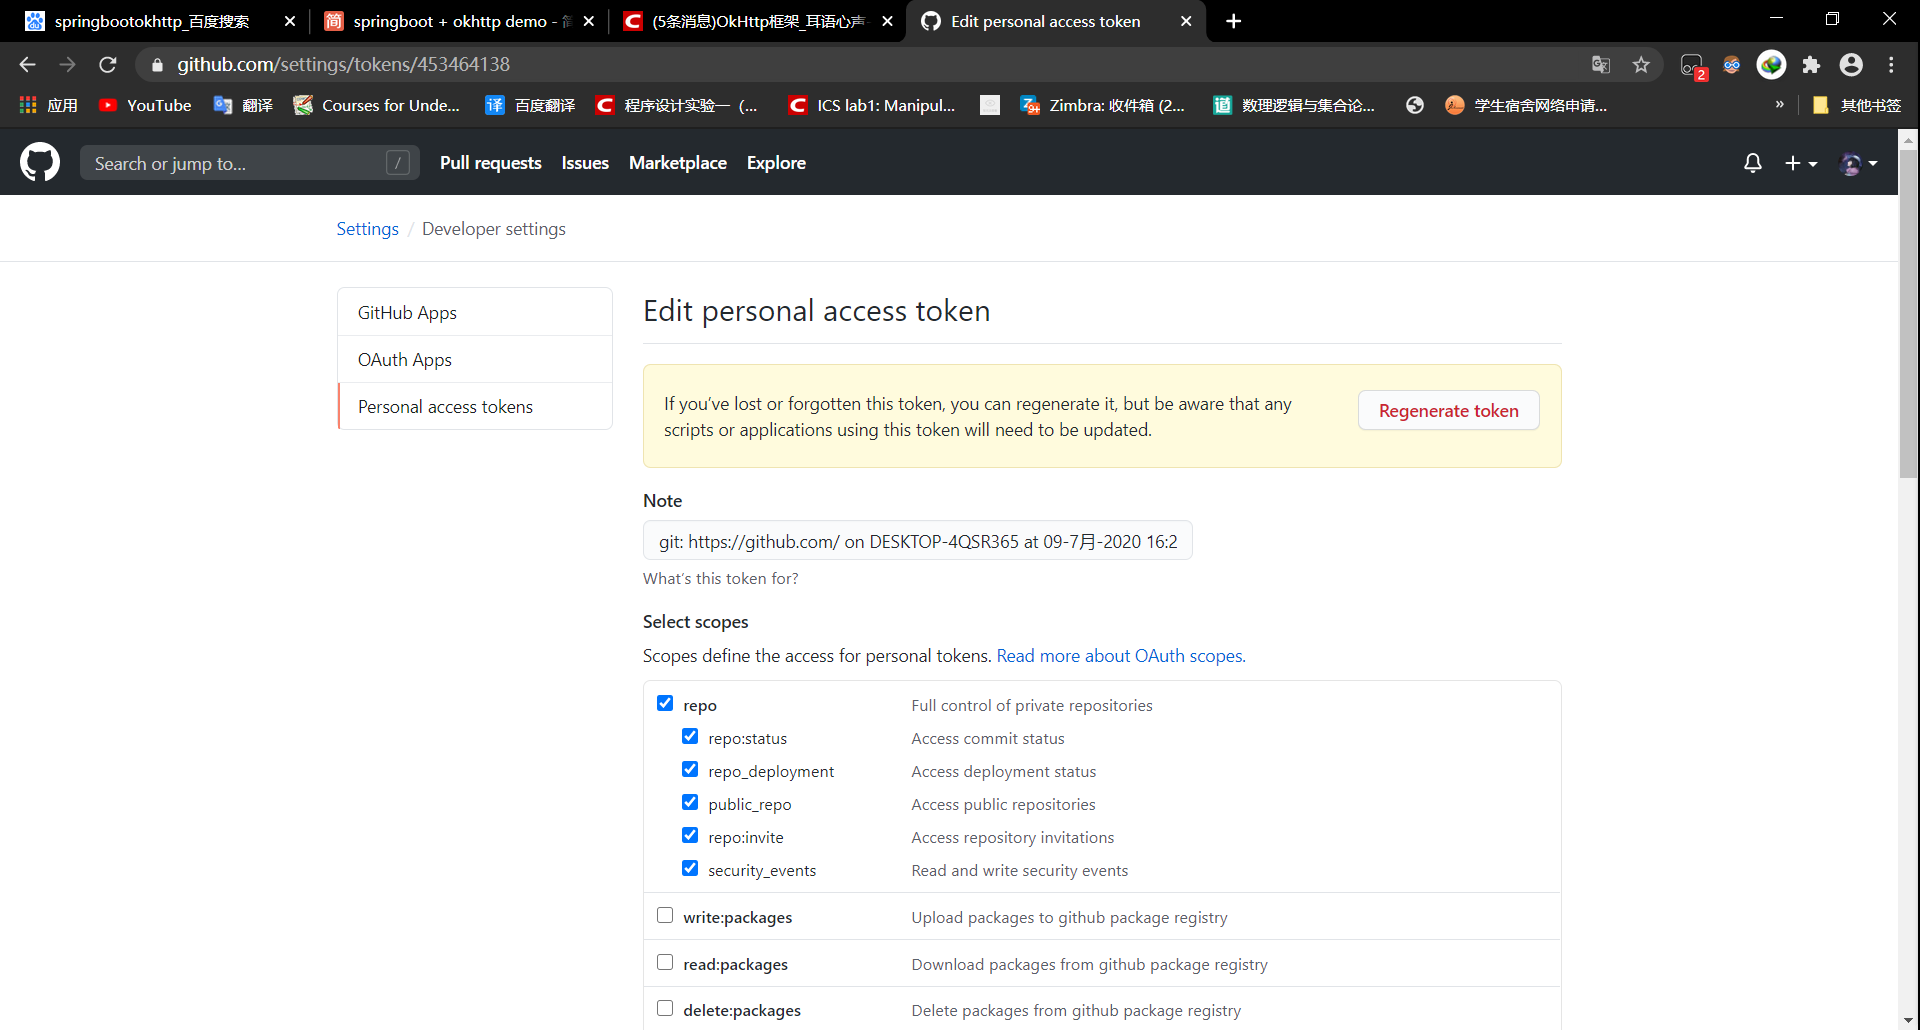 springbootokhttp_百度搜索
简 springboot + okhttp demo - 简
C (5条消息)OkHttp框架_耳语心声
Edit personal access token
github.com/settings/tokens/453464138
2
应用
YouTube
翻译
Courses for Unde...
译 百度翻译
C 程序设计实验一（...
C ICS lab1: Manipul...
Zimbra: 收件箱 (2...
道 数理逻辑与集合论...
学生宿舍网络申请...
»
其他书签
Search or jump to... /
Pull requests
Issues
Marketplace
Explore
Settings / Developer settings
GitHub Apps
OAuth Apps
Personal access tokens
Edit personal access token
If you’ve lost or forgotten this token, you can regenerate it, but be aware that any
scripts or applications using this token will need to be updated.
Regenerate token
Note
git: https://github.com/ on DESKTOP-4QSR365 at 09-7月-2020 16:2
What’s this token for?
Select scopes
Scopes define the access for personal tokens. Read more about OAuth scopes.
repo Full control of private repositories
repo:status Access commit status
repo_deployment Access deployment status
public_repo Access public repositories
repo:invite Access repository invitations
security_events Read and write security events
write:packages Upload packages to github package registry
read:packages Download packages from github package registry
delete:packages Delete packages from github package registry